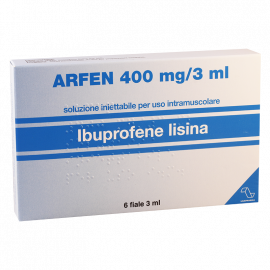 ARFEN 400 mg/3 ml
soluzione iniettabile per uso intramuscolare
Ibuprofene lisina
6 fiale 3 ml